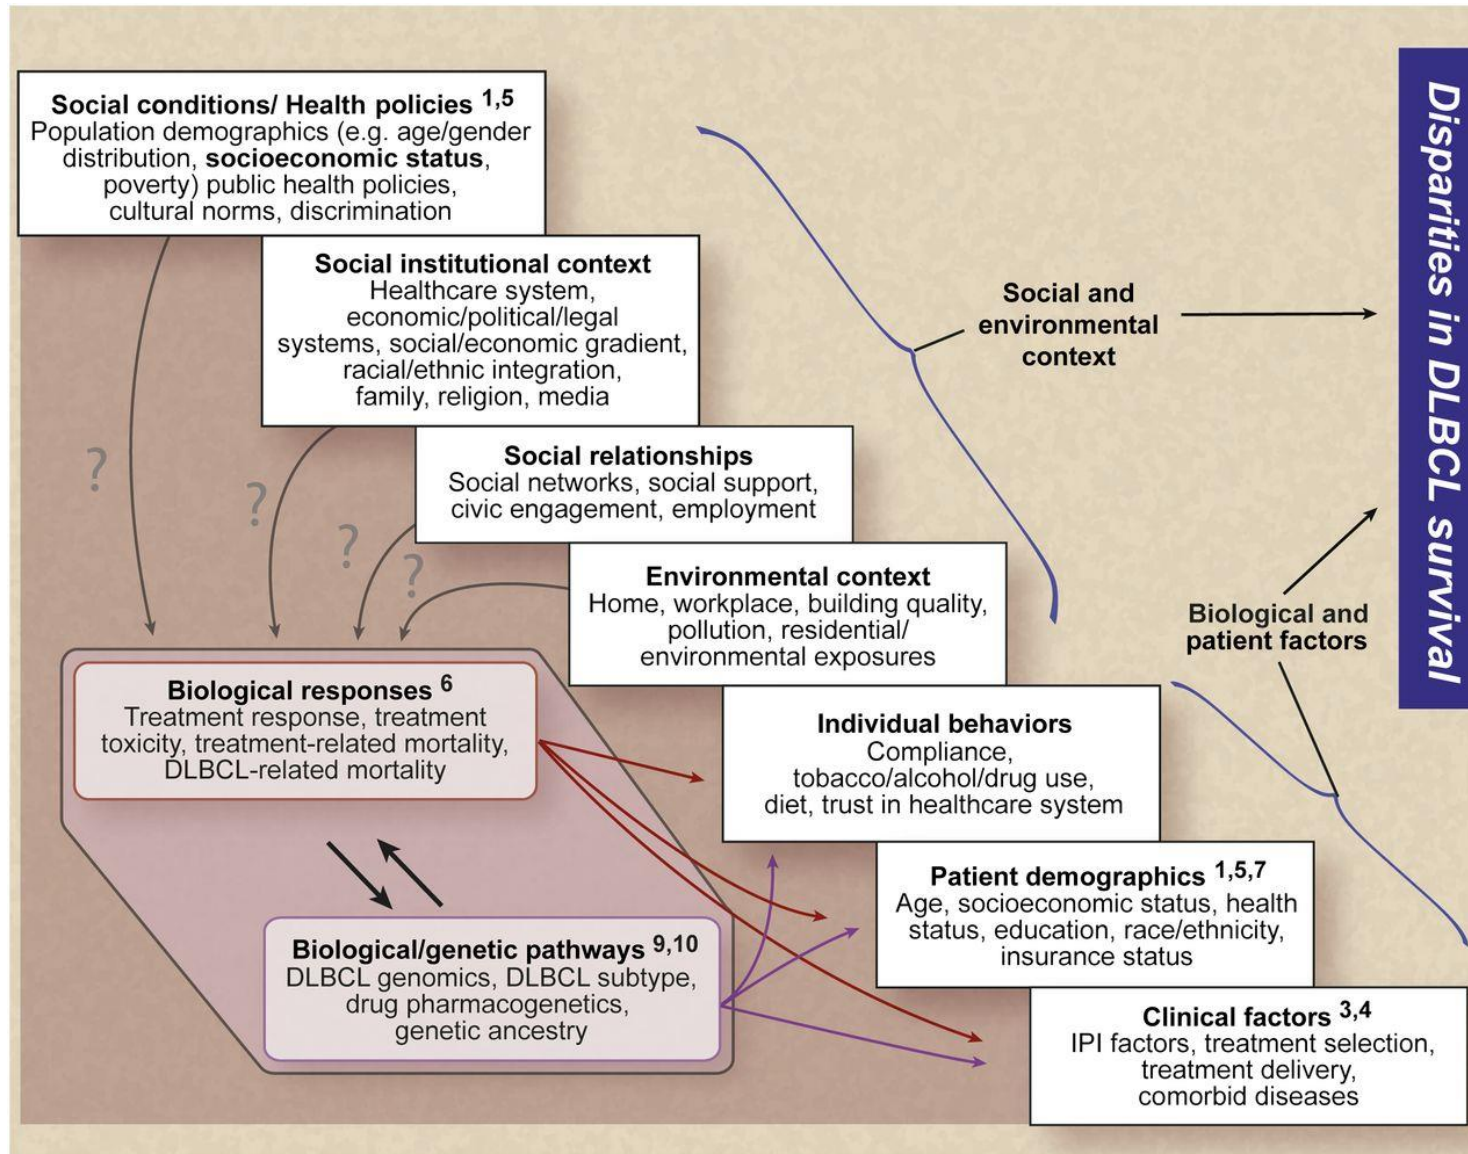 Social conditions/ Health policies 1,5
Population demographics (e.g. age/gender
distribution, socioeconomic status,
poverty) public health policies,
cultural norms, discrimination
Social institutional context
Healthcare system,
economic/political/legal
systems, social/economic gradient,
racial/ethnic integration,
family, religion, media
Social relationships
Social networks, social support,
civic engagement, employment
Environmental context
Home, workplace, building quality,
pollution, residential/
environmental exposures
Individual behaviors
Compliance,
tobacco/alcohol/drug use,
diet, trust in healthcare system
Patient demographics 1,5,7
Age, socioeconomic status, health
status, education, race/ethnicity,
insurance status
Clinical factors 3,4
IPI factors, treatment selection,
treatment delivery,
comorbid diseases
?
?
?
?
Biological responses 6
Treatment response, treatment
toxicity, treatment-related mortality,
DLBCL-related mortality
Biological/genetic pathways 9,10
DLBCL genomics, DLBCL subtype,
drug pharmacogenetics,
genetic ancestry
Social and
environmental
context
Biological and
patient factors
Disparities in DLBCL survival